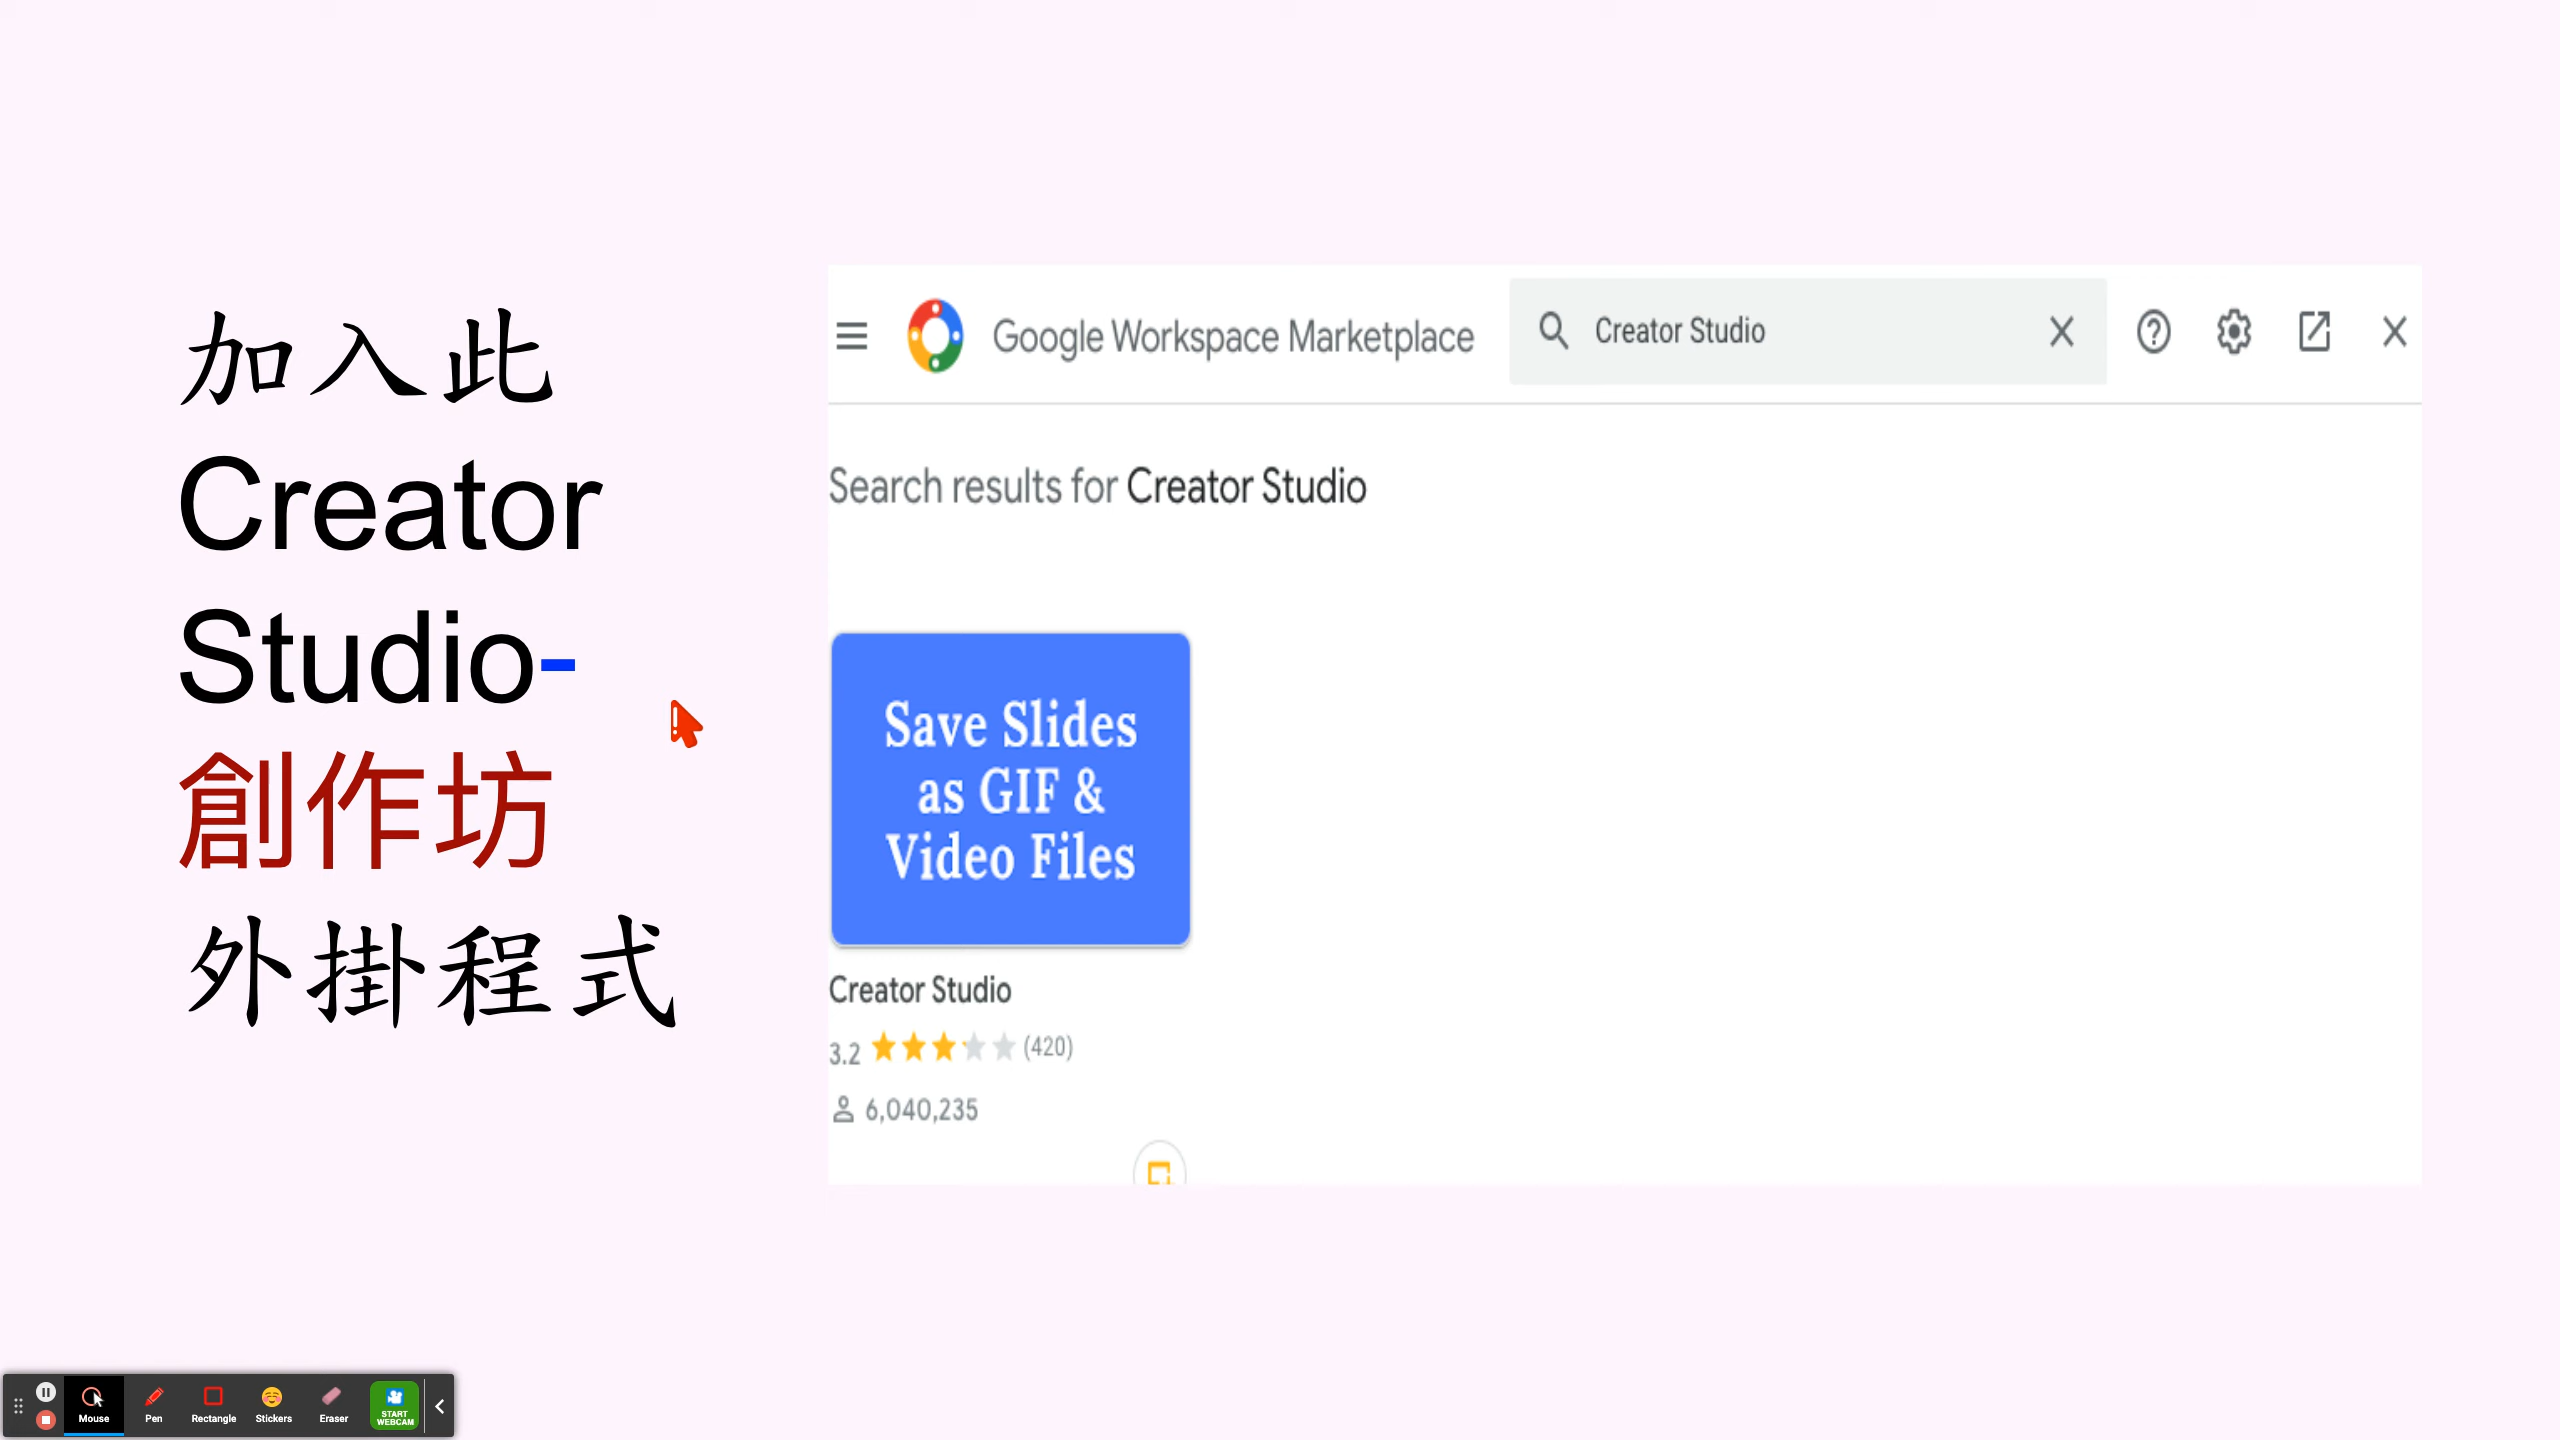 加入此
Creator
Studio-
創作坊
外掛程式
Google Workspace Marketplace
Creator Studio
Search results for Creator Studio
Save Slides
as GIF &
Video Files
Creator Studio
3.2 (420)
6,040,235
Mouse
Pen
Rectangle
Stickers
Eraser
START
WEBCAM